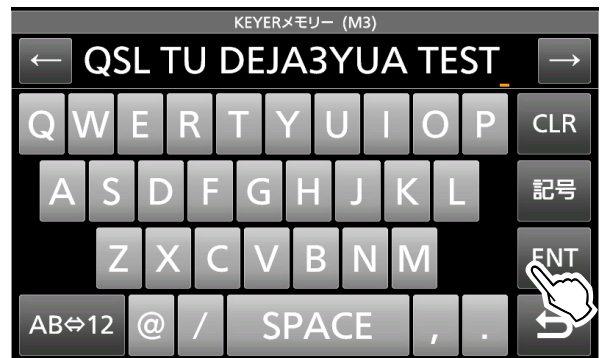 KEYERメモリー (M3)
← QSL TU DEJA3YUA TEST_ →
Q W E R T Y U I O P CLR
A S D F G H J K L 記号
Z X C V B N M ENT
AB⇔12 @ / SPACE , .